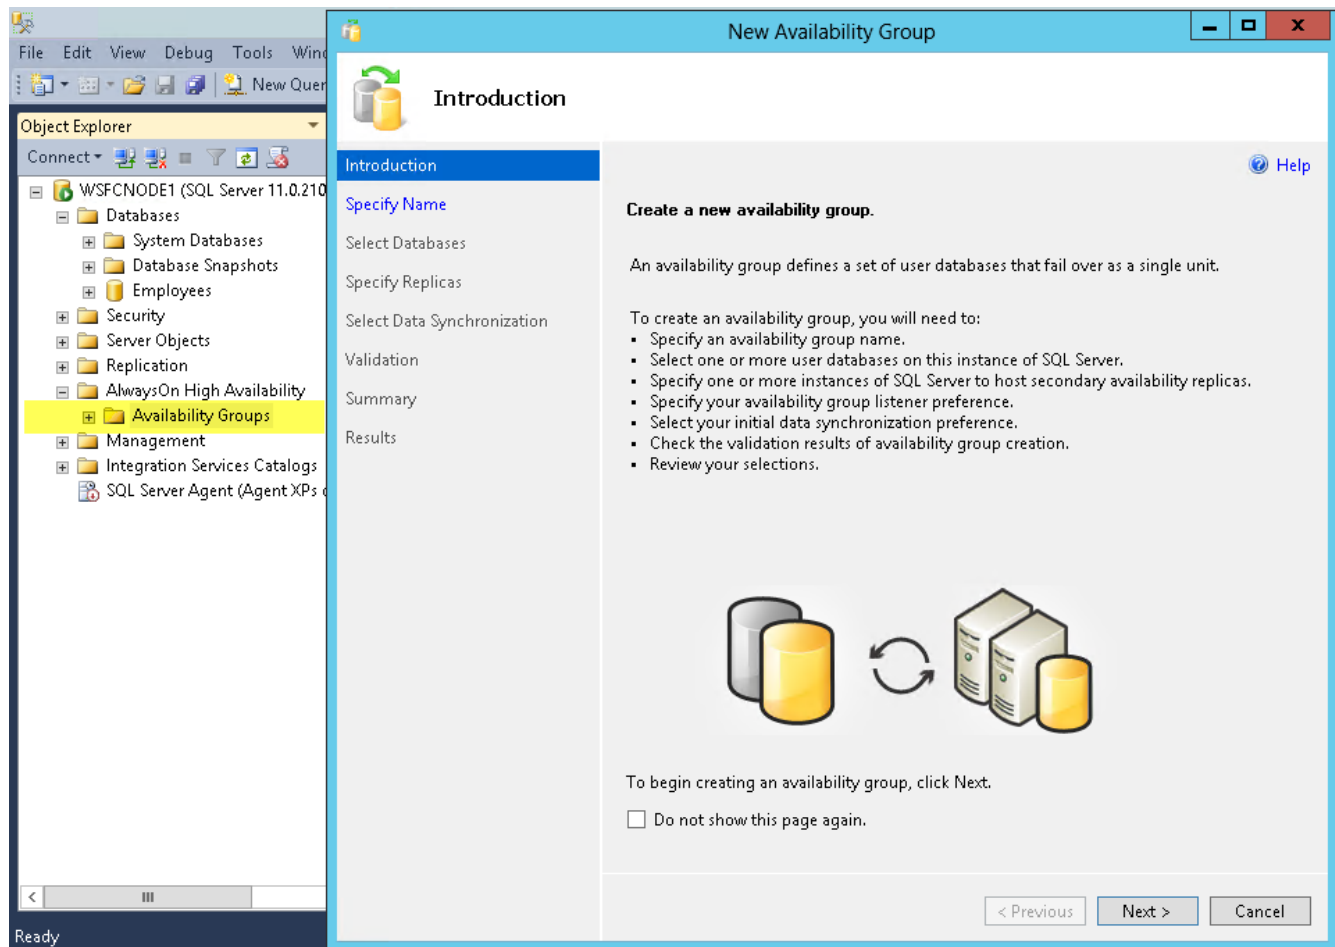 New Availability Group
File Edit View Debug Tools
New Quer
Introduction
Object Explorer
Connect
Introduction
Help
WSFCNODE1 (SQL Server 11.0.210
Specify Name
Create a new availability group.
Databases
System Databases
Select Databases
Database Snapshots
An availability group defines a set of user databases that fail over as a single unit.
Employees
Specify Replicas
Security
To create an availability group, you will need to:
Select Data Synchronization
Server Objects
• Specify an availability group name.
Replication
• Select one or more user databases on this instance of SQL Server.
Validation
• Specify one or more instances of SQL Server to host secondary availability replicas.
AlwaysOn High Availability
• Specify your availability group listener preference.
Summary
Availability Groups
• Select your initial data synchronization preference.
Management
• Check the validation results of availability group creation.
Results
Integration Services Catalogs
• Review your selections.
SQL Server Agent (Agent XPs
To begin creating an availability group, click Next.
Do not show this page again.
< Previous Next > Cancel
Ready